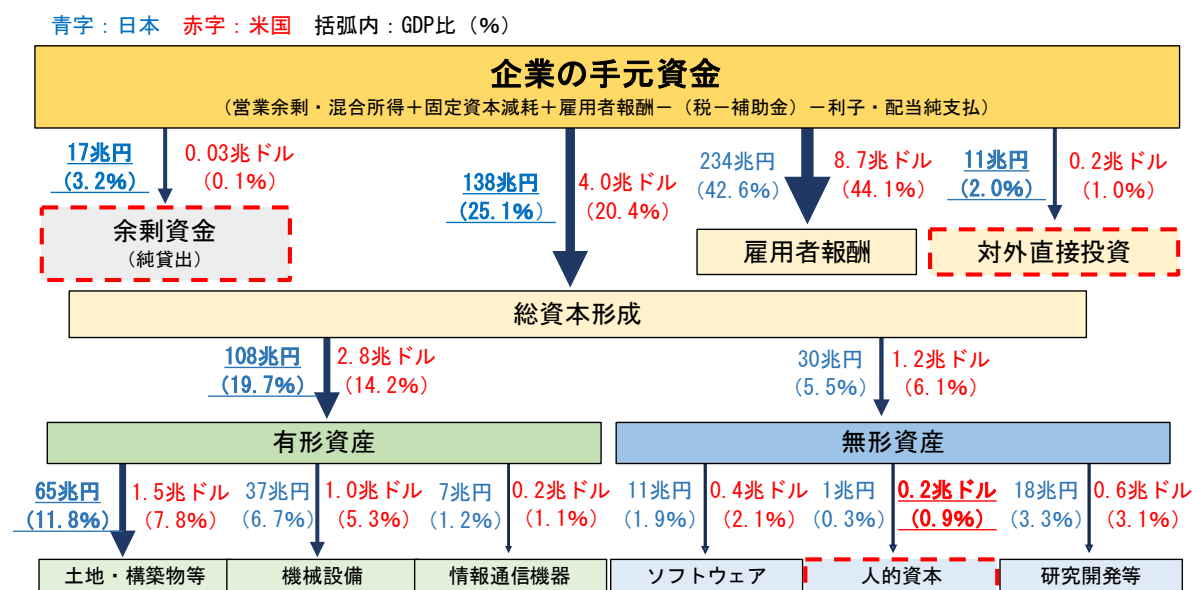 青字：日本　赤字：米国　括弧内：GDP比（%）
企業の手元資金
（営業余剰・混合所得＋固定資本減耗＋雇用者報酬－（税－補助金）－利子・配当純支払）
17兆円
（3.2%）
0.03兆ドル
（0.1%）
138兆円
（25.1%）
4.0兆ドル
（20.4%）
234兆円
（42.6%）
8.7兆ドル
（44.1%）
11兆円
（2.0%）
0.2兆ドル
（1.0%）
余剰資金
（純貸出）
雇用者報酬
対外直接投資
総資本形成
108兆円
（19.7%）
2.8兆ドル
（14.2%）
30兆円
（5.5%）
1.2兆ドル
（6.1%）
有形資産
無形資産
65兆円
（11.8%）
1.5兆ドル
（7.8%）
37兆円
（6.7%）
1.0兆ドル
（5.3%）
7兆円
（1.2%）
0.2兆ドル
（1.1%）
11兆円
（1.9%）
0.4兆ドル
（2.1%）
1兆円
（0.3%）
0.2兆ドル
（0.9%）
18兆円
（3.3%）
0.6兆ドル
（3.1%）
土地・構築物等
機械設備
情報通信機器
ソフトウェア
人的資本
研究開発等